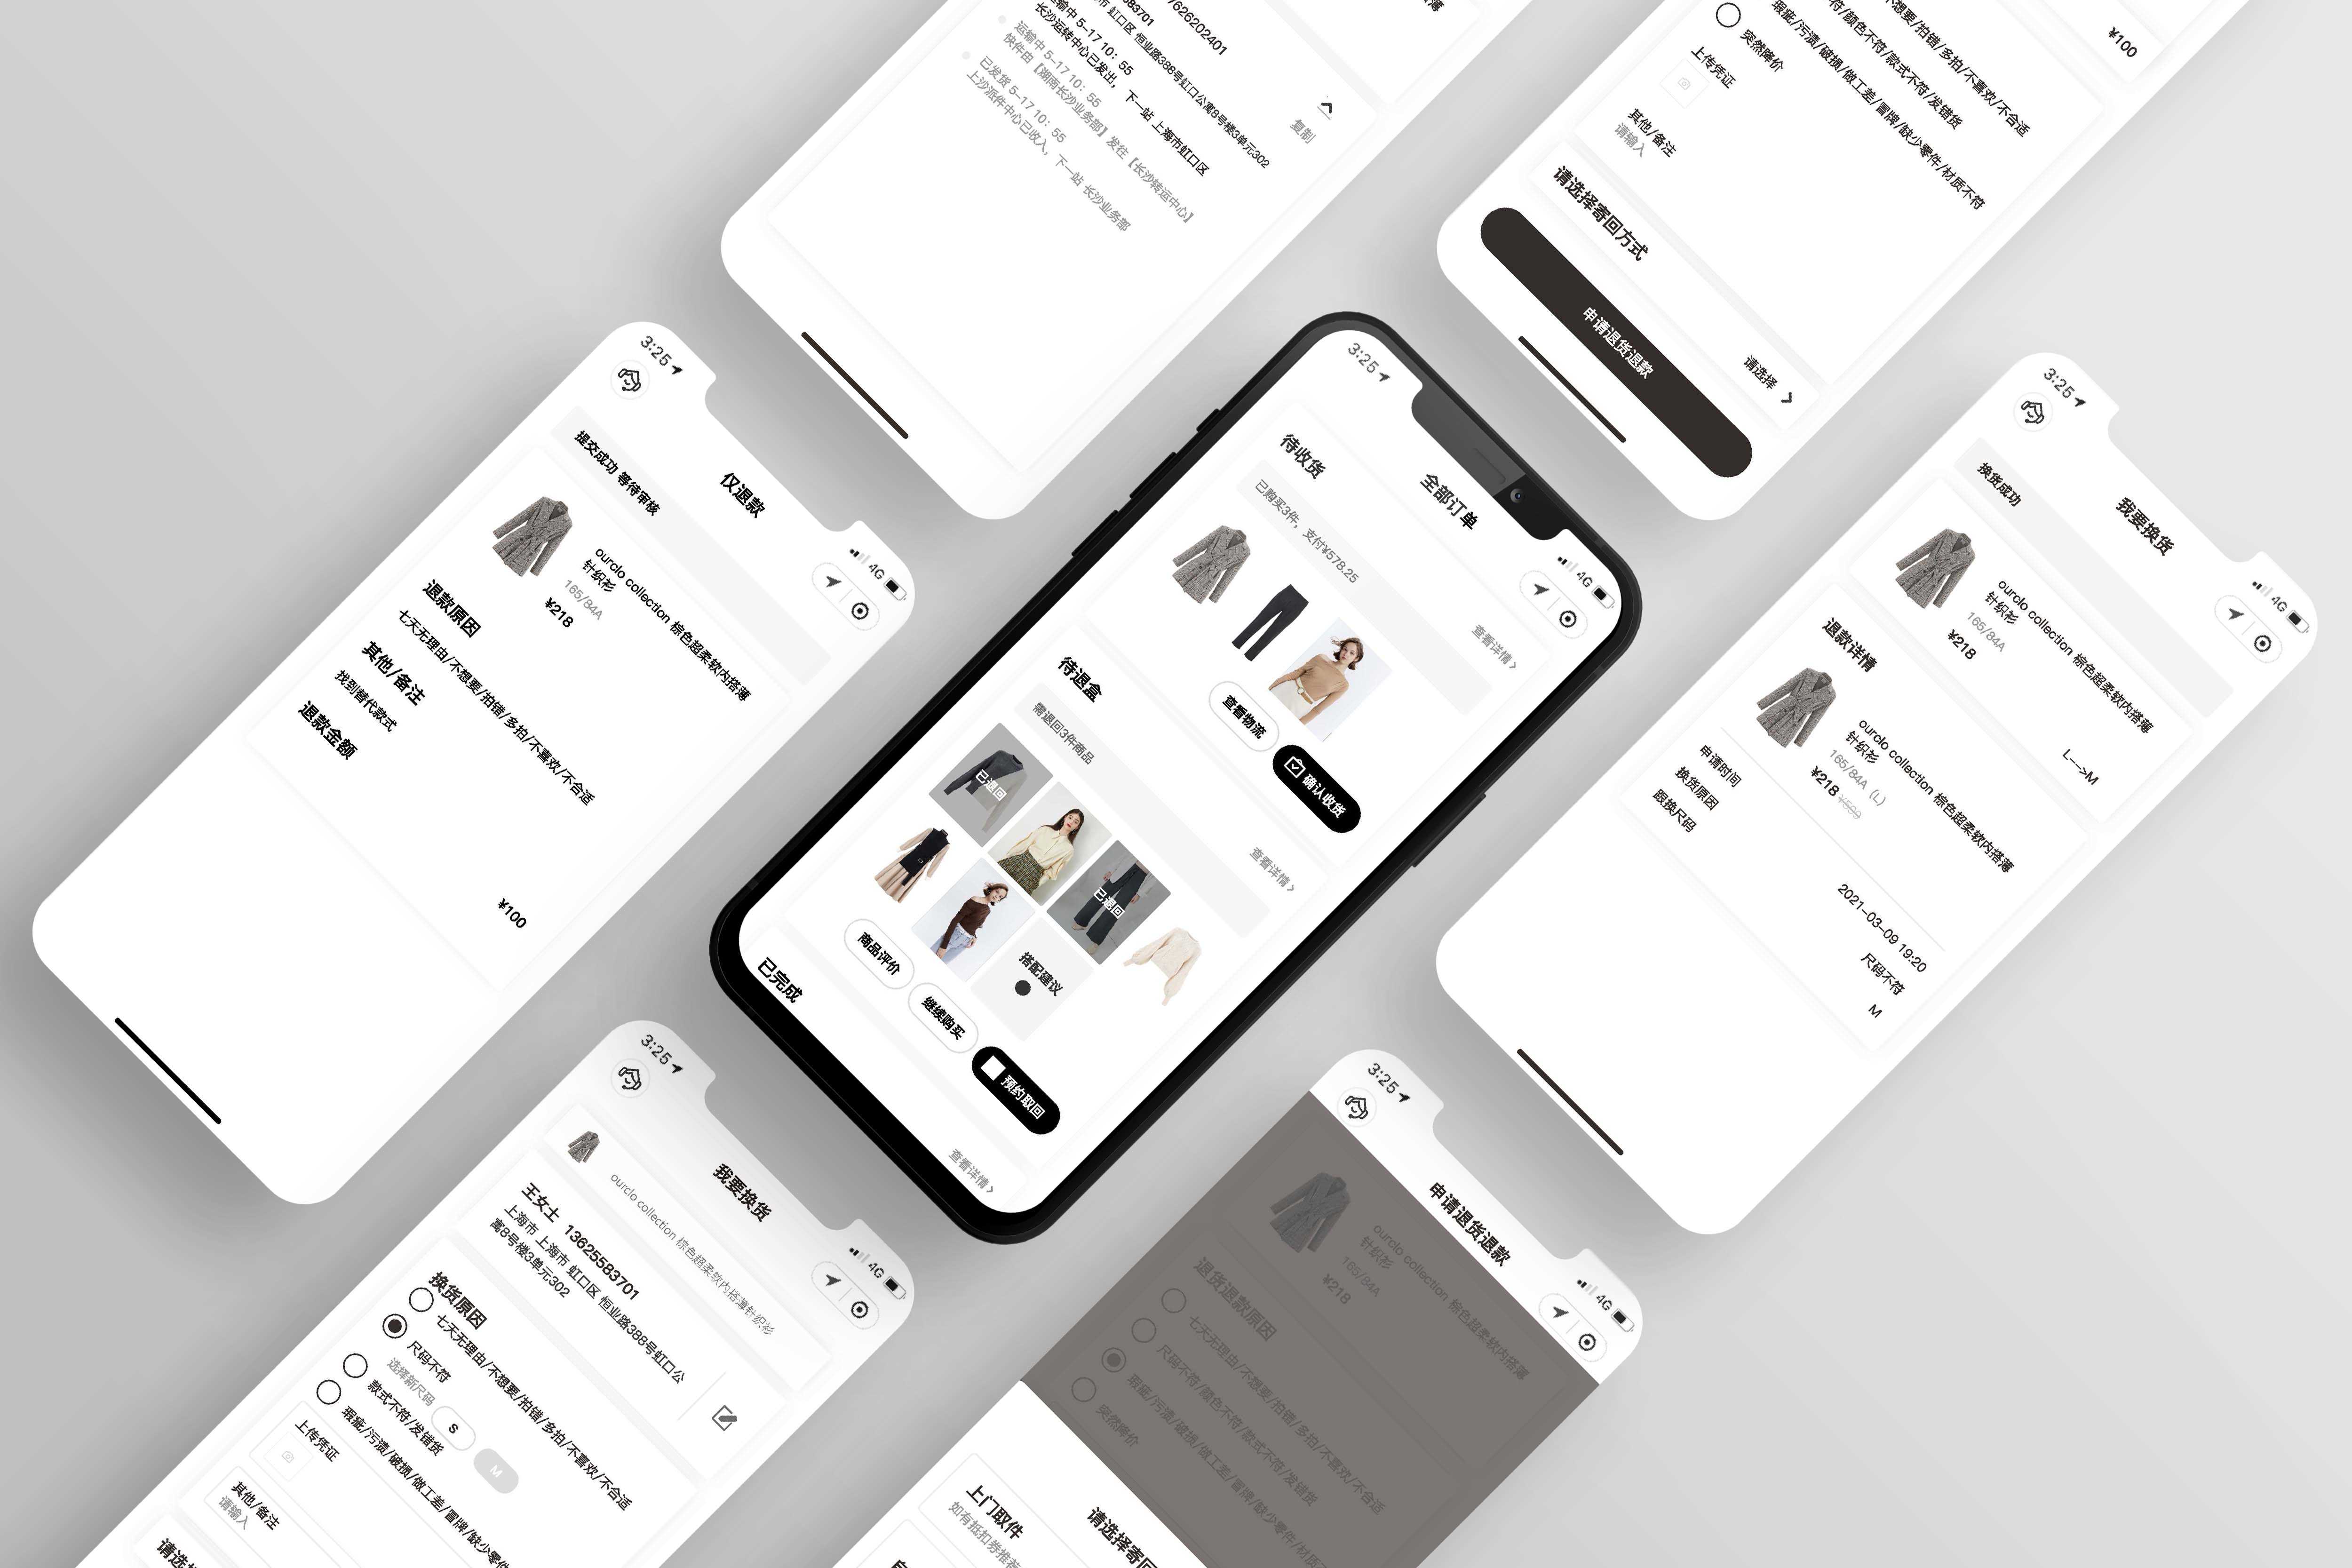 7626202401
复制
583701
市 虹口区 恒业路388号虹口公寓8号楼3单元302
运输中 5-17 10：55
长沙运转中心已发出， 下一站 上海市虹口区
运输中 5-17 10：55
快件由【湖南长沙业务部】发往【长沙转运中心】
已发货 5-17 10：55
上沙派件中心已收入，下一站 长沙业务部
¥100
不想要/拍错/多拍/不喜欢/不合适
符/颜色不符/款式不符/发错货
瑕疵/污渍/破损/做工差/冒牌/缺少零件/材质不符
突然降价
上传凭证
其他/备注
请输入
请选择寄回方式
请选择
申请退货退款
3:25
4G
仅退款
提交成功 等待审核
ourclo collection 棕色超柔软内搭薄
针织衫
165/84A
¥218
退款原因
七天无理由/不想要/拍错/多拍/不喜欢/不合适
其他/备注
找到替代款式
退款金额
¥100
3:25
4G
全部订单
待收货
已购买3件，支付¥578.25
查看详情
查看物流
确认收货
待退盒
需退回3件商品
查看详情
已退回
已退回
搭配建议
商品评价
继续购买
预约取回
已完成
查看详情
3:25
4G
我要换货
换货成功
ourclo collection 棕色超柔软内搭薄
针织衫
165/84A
¥218
L—>M
退款详情
ourclo collection 棕色超柔软内搭薄
针织衫
165/84A（L）
¥218 ¥599
申请时间
2021-03-09 19:20
换货原因
尺码不符
跟换尺码
M
3:25
4G
我要换货
ourclo collection 棕色超柔软内搭薄针织衫
王女士 13625583701
上海市 上海市 虹口区 恒业路388号虹口公
寓8号楼3单元302
换货原因
七天无理由/不想要/拍错/多拍/不喜欢/不合适
尺码不符
选择新尺码
S
M
款式不符/发错货
瑕疵/污渍/破损/做工差/冒牌/缺少零
上传凭证
其他/备注
请输入
请选
3:25
4G
申请退货退款
ourclo collection 棕色超柔软内搭薄
针织衫
165/84A
¥218
退货退款原因
七天无理由/不想要/拍错/多拍/不喜欢/不合适
尺码不符/颜色不符/款式不符/发错货
瑕疵/污渍/破损/做工差/冒牌/缺少零件/材质
突然降价
请选择寄回
上门取件
如有抵扣券推荐